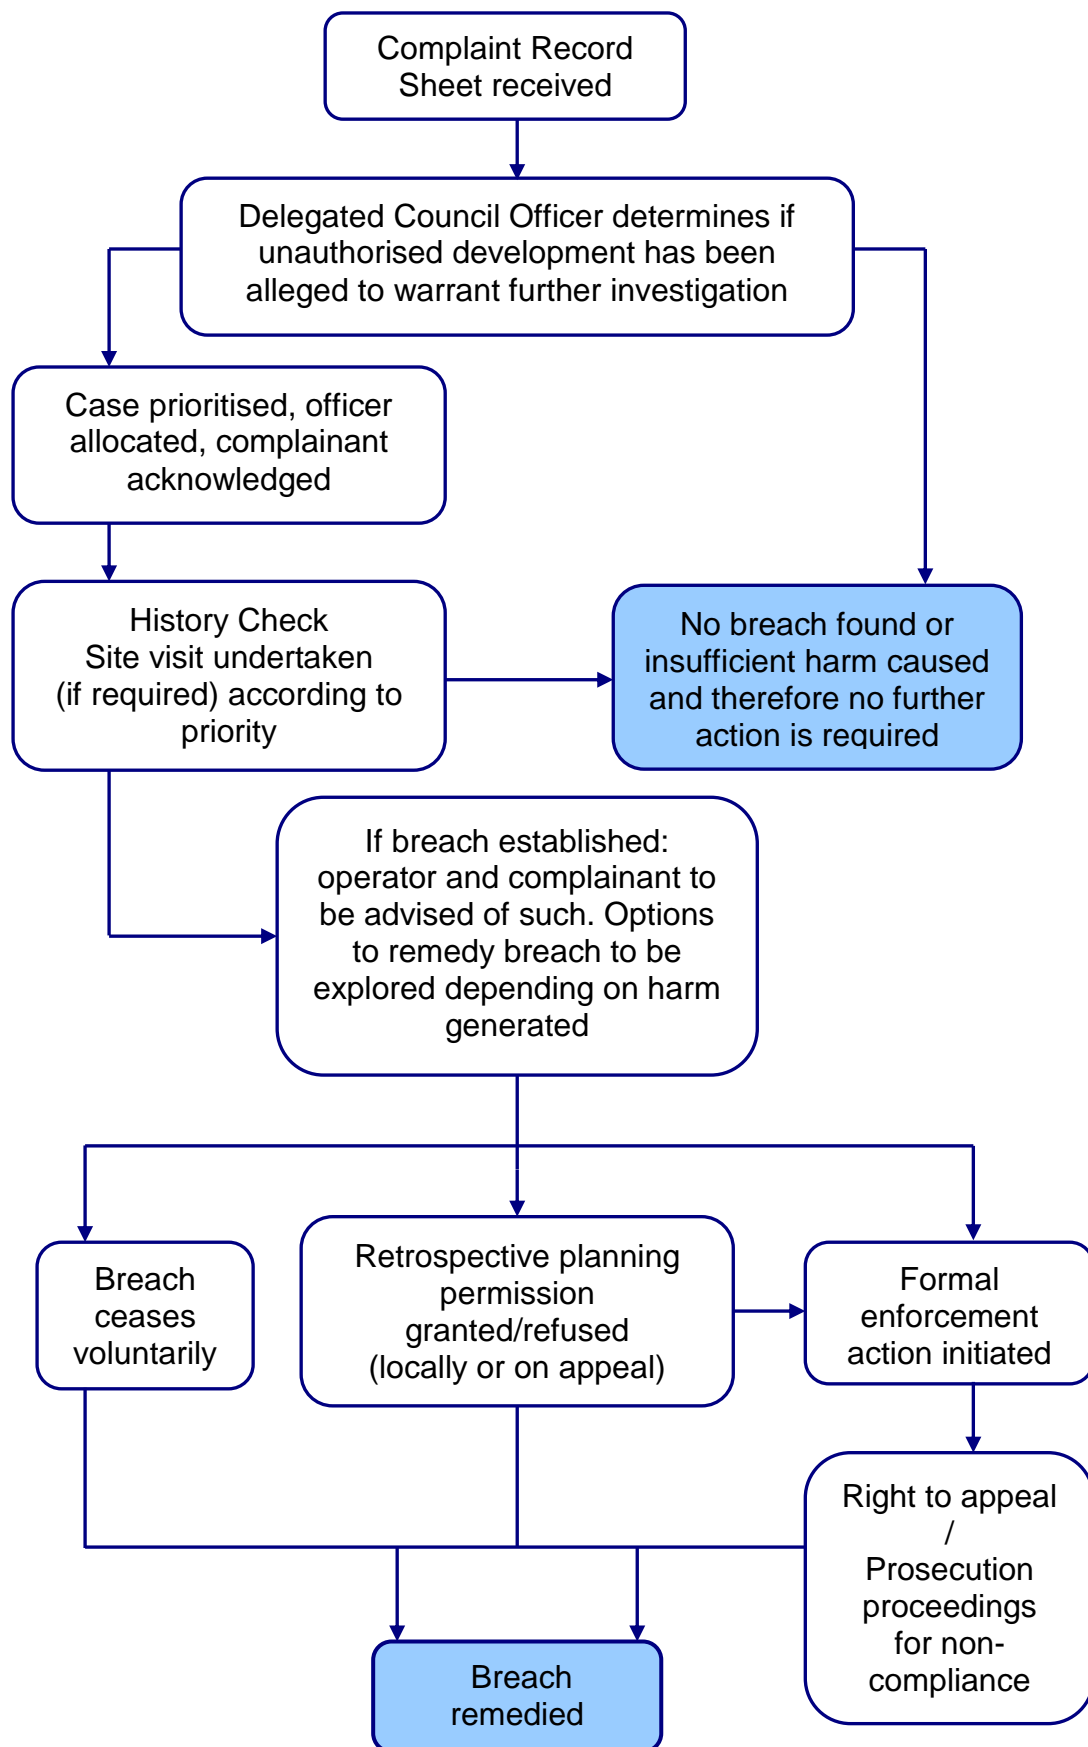 Complaint Record
Sheet received
Delegated Council Officer determines if
unauthorised development has been
alleged to warrant further investigation
Case prioritised, officer
allocated, complainant
acknowledged
History Check
Site visit undertaken
(if required) according to
priority
No breach found or
insufficient harm caused
and therefore no further
action is required
If breach established:
operator and complainant to
be advised of such. Options
to remedy breach to be
explored depending on harm
generated
Breach
ceases
voluntarily
Retrospective planning
permission
granted/refused
(locally or on appeal)
Formal
enforcement
action initiated
Right to appeal
/
Prosecution
proceedings
for non-
compliance
Breach
remedied